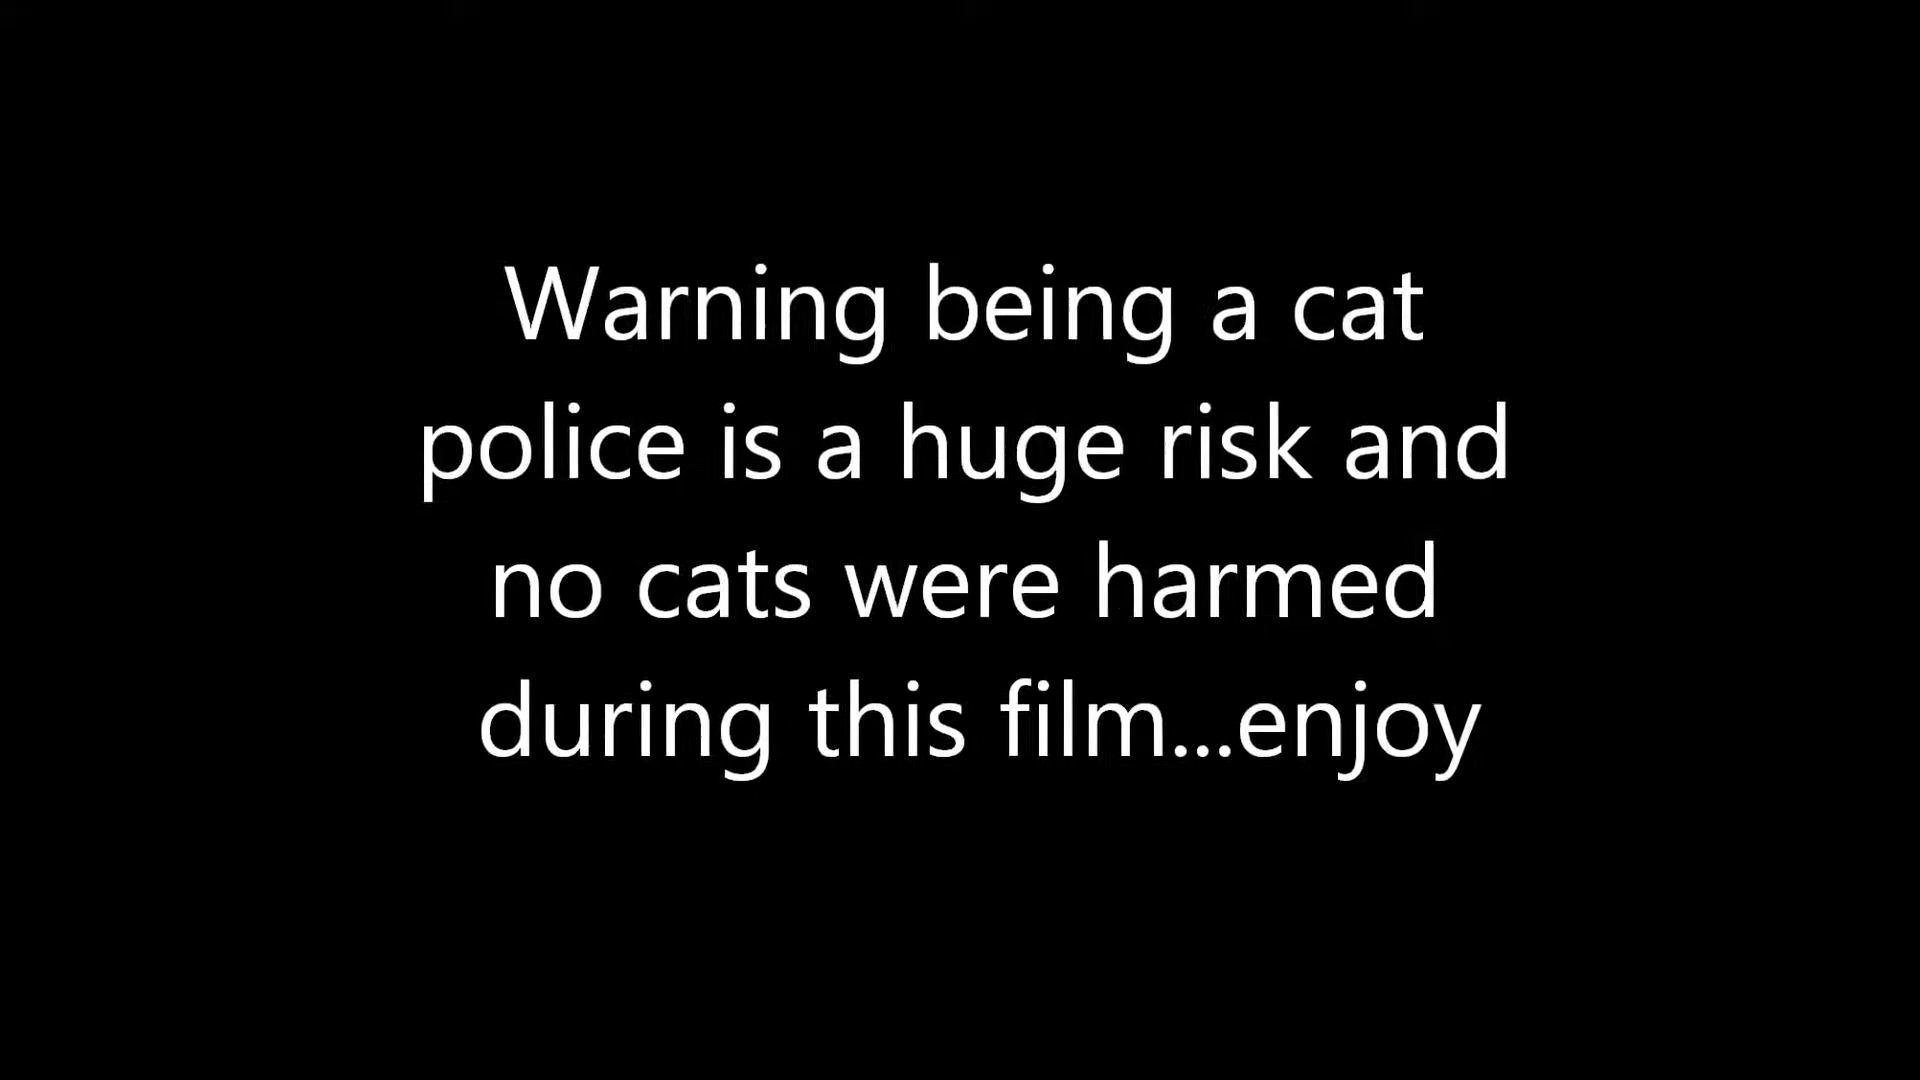 Warning being a cat
police is a huge risk and
no cats were harmed
during this film...enjoy